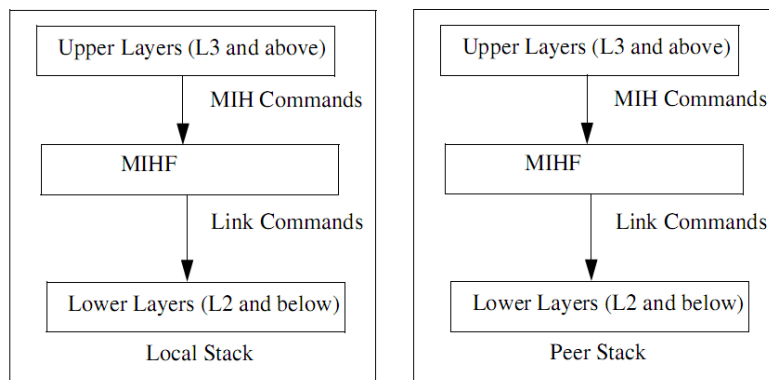 Upper Layers (L3 and above)
MIH Commands
MIHF
Link Commands
Lower Layers (L2 and below)
Local Stack
Upper Layers (L3 and above)
MIH Commands
MIHF
Link Commands
Lower Layers (L2 and below)
Peer Stack